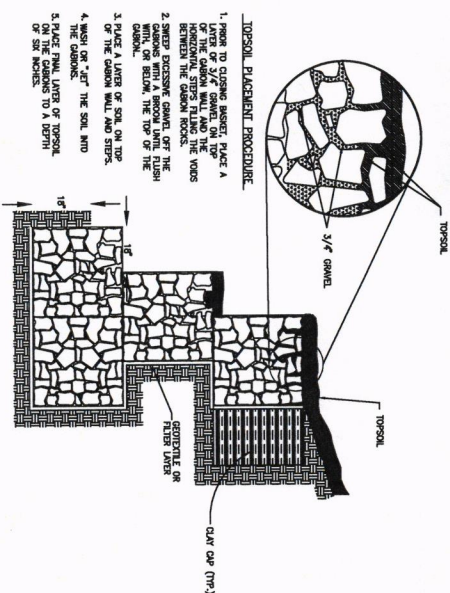 TOPSOIL
3/4" GRAVEL
TOPSOIL
TOPSOIL PLACEMENT PROCEDURE
1. PRIOR TO CLOSING BASKET, PLACE A
LAYER OF 3/4" GRAVEL ON TOP
OF THE GABION WALL AND THE
HORIZONTAL STEPS FILLING THE VOIDS
BETWEEN THE GABION ROCKS.
2. SWEEP EXCESSIVE GRAVEL OFF THE
GABIONS WITH A BROOM UNTIL FLUSH
WITH, OR BELOW, THE TOP OF THE
GABION.
3. PLACE A LAYER OF SOIL ON TOP
OF THE GABION WALL AND STEPS.
4. WASH OR "JET" THE SOIL INTO
THE GABIONS.
5. PLACE FINAL LAYER OF TOPSOIL
ON THE GABIONS TO A DEPTH
OF SIX INCHES.
CLAY CAP (TYP.)
GEOTEXTILE OR
FILTER LAYER
18"
18"